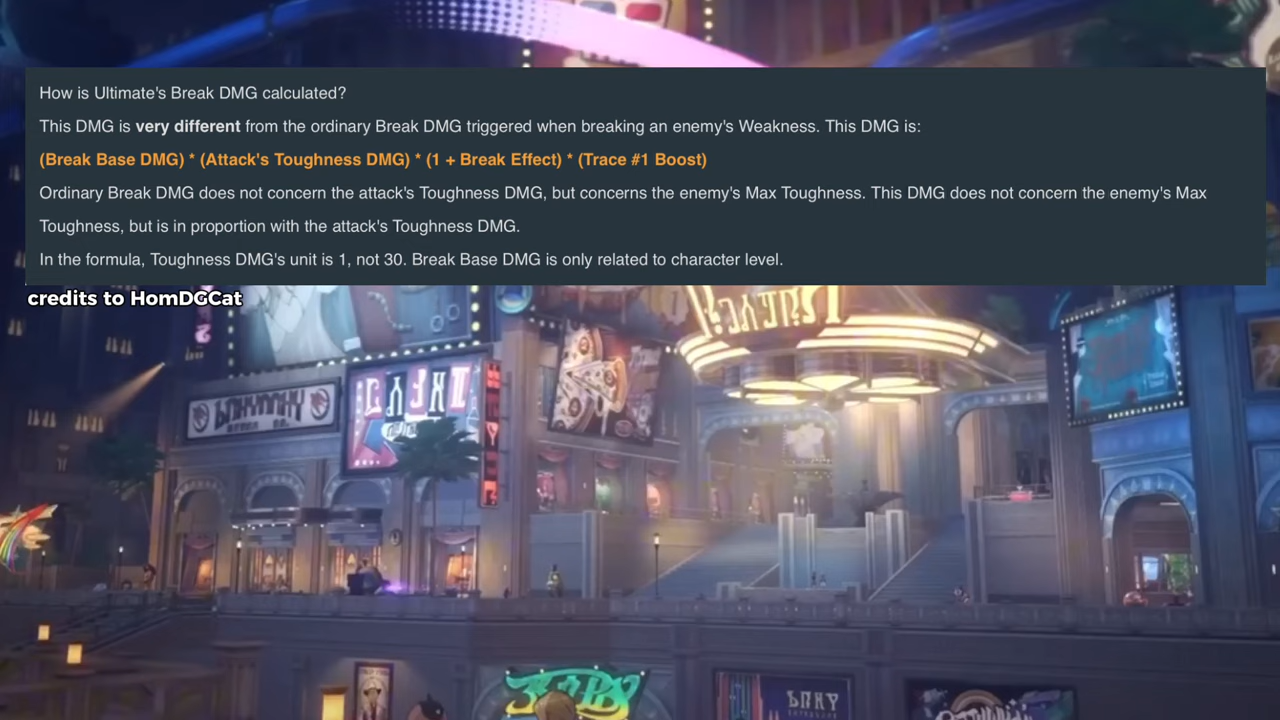 How is Ultimate's Break DMG calculated?
This DMG is very different from the ordinary Break DMG triggered when breaking an enemy's Weakness. This DMG is:
(Break Base DMG) * (Attack's Toughness DMG) * (1 + Break Effect) * (Trace #1 Boost)
Ordinary Break DMG does not concern the attack's Toughness DMG, but concerns the enemy's Max Toughness. This DMG does not concern the enemy's Max
Toughness, but is in proportion with the attack's Toughness DMG.
In the formula, Toughness DMG's unit is 1, not 30. Break Base DMG is only related to character level.
credits to HomDGCat